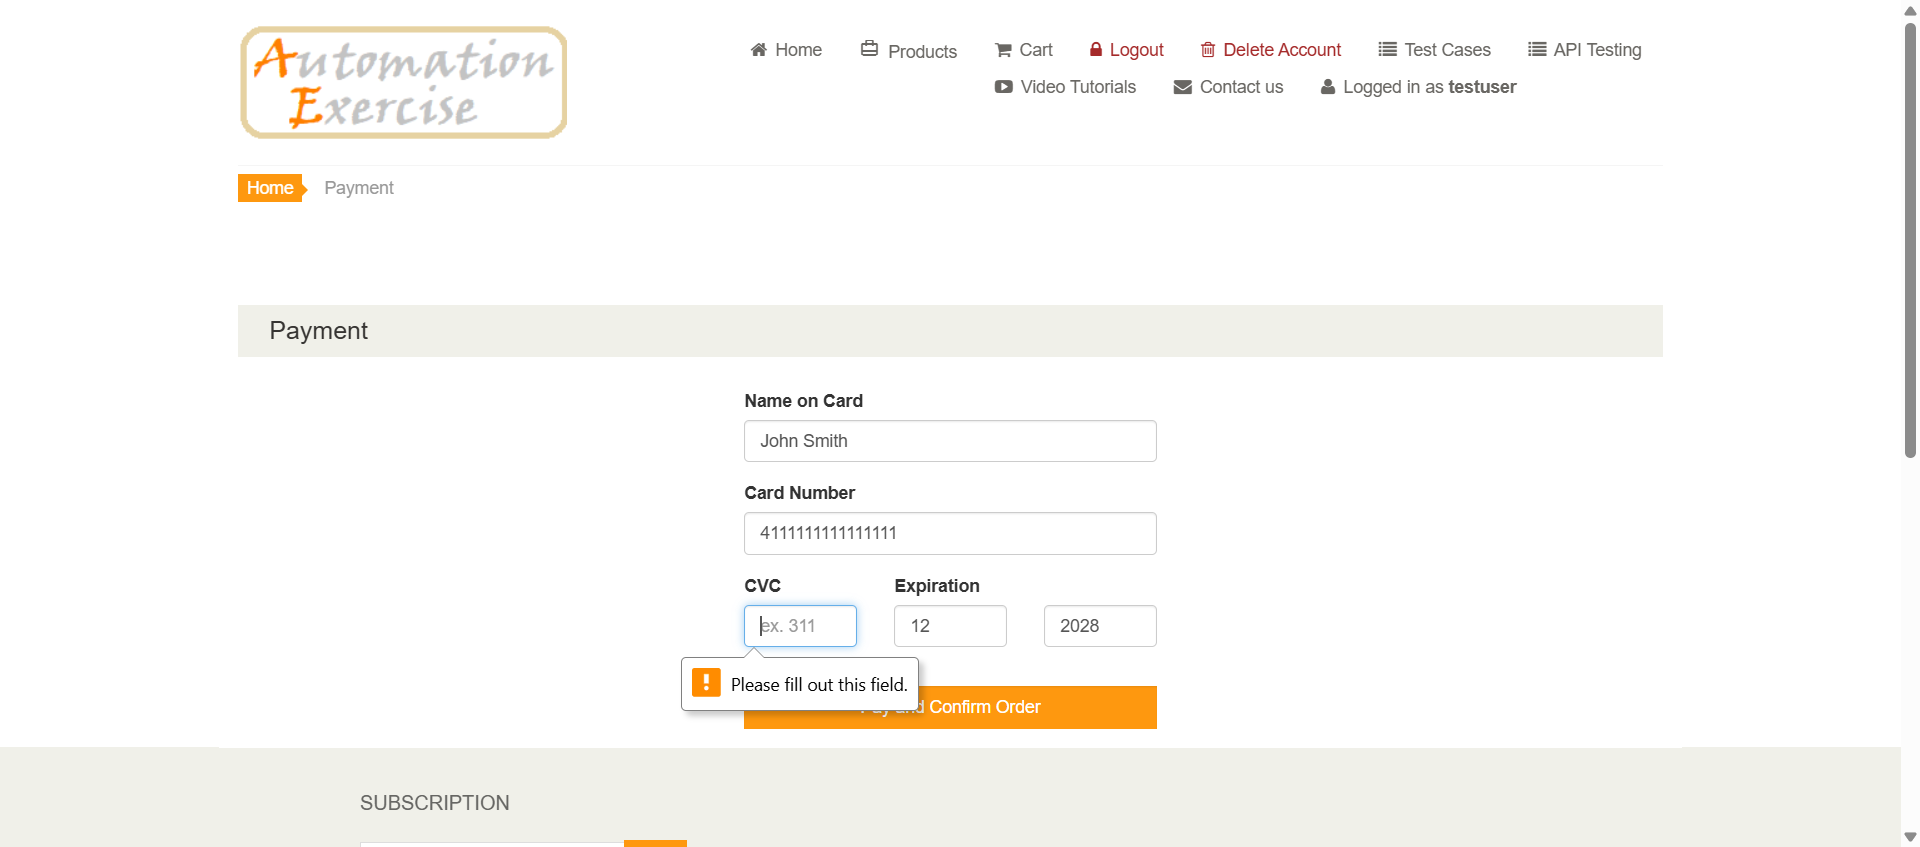 Automation
Exercise
Home
Products
Cart
Logout
Delete Account
Test Cases
API Testing
Video Tutorials
Contact us
Logged in as testuser
Home
Payment
Payment
Name on Card
John Smith
Card Number
4111111111111111
CVC
Expiration
ex. 311
12
2028
Please fill out this field.
Pay and Confirm Order
SUBSCRIPTION